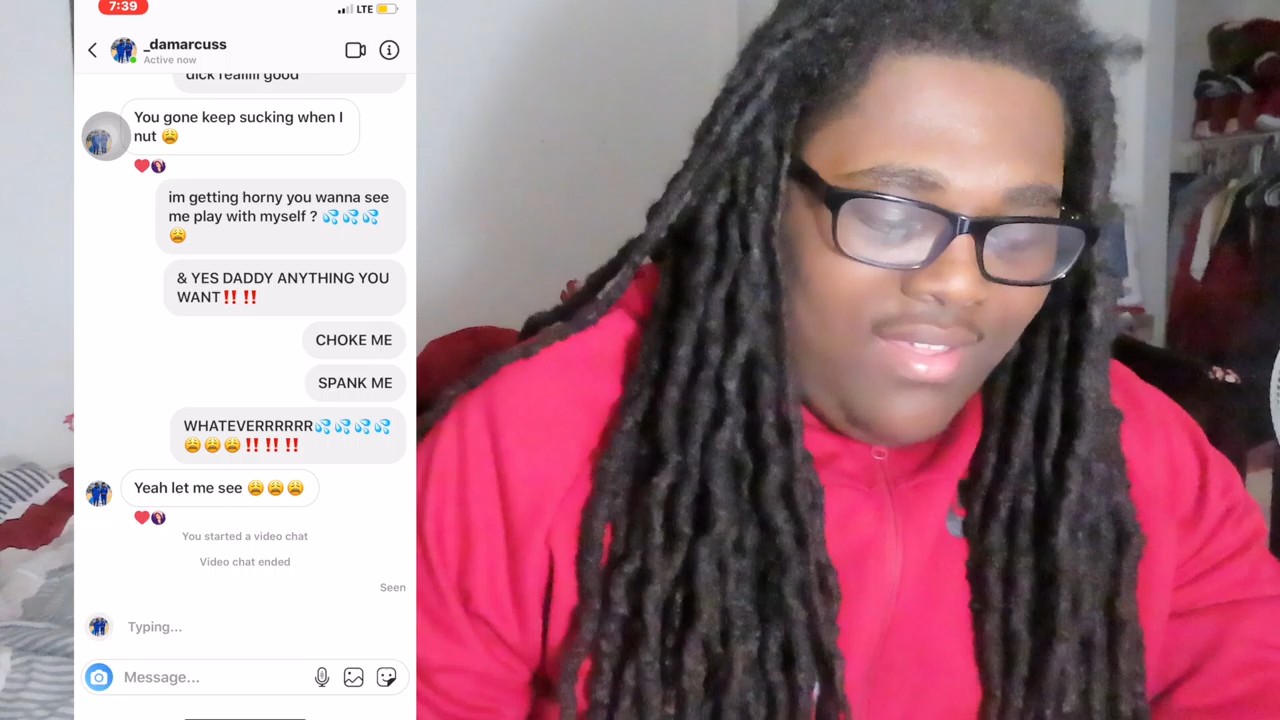 7:39
LTE
_damarcuss
Active now
dick realllll good
You gone keep sucking when I
nut 😩
im getting horny you wanna see
me play with myself ? 💦💦💦
😩
& YES DADDY ANYTHING YOU
WANT‼️‼️
CHOKE ME
SPANK ME
WHATEVERRRRRR💦💦💦💦
😩😩😩‼️‼️‼️
Yeah let me see 😩😩😩
You started a video chat
Video chat ended
Seen
Typing...
Message...